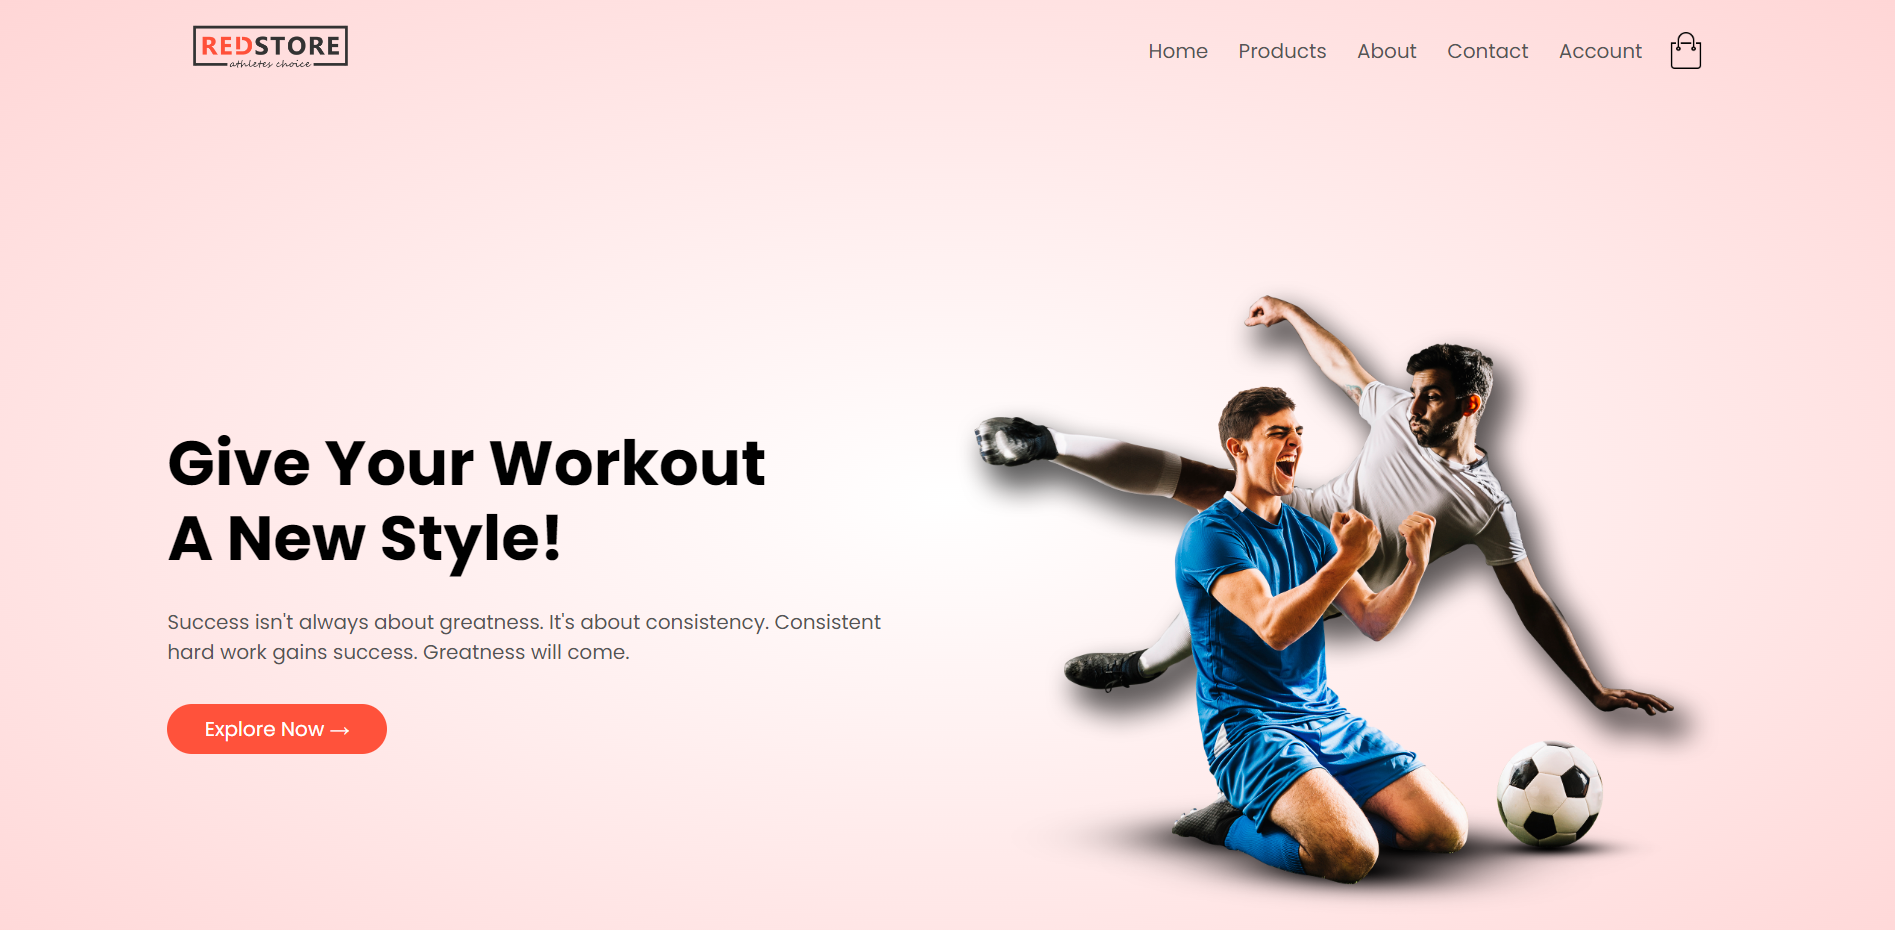 REDSTORE
athletes choice
Home Products About Contact Account
Give Your Workout
A New Style!
Success isn't always about greatness. It's about consistency. Consistent
hard work gains success. Greatness will come.
Explore Now →